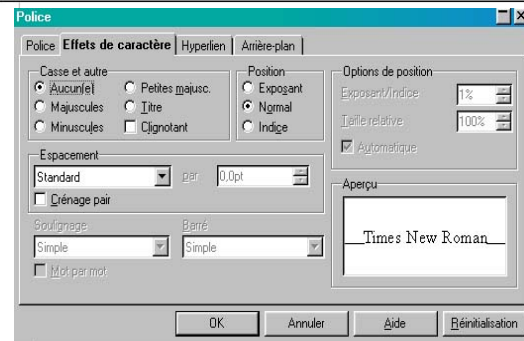 Police
Police Effets de caractère Hyperlien Arrière-plan
Casse et autre Position Options de position
Aucun(e) Petites majusc. Exposant Exposant/Indice 1%
Majuscules Titre Normal Taille relative 100%
Minuscules Clignotant Indice Automatique
Espacement
Standard par 0,0pt Aperçu
Crénage pair
Soulignage Barré Times New Roman
Simple Simple
Mot par mot
OK Annuler Aide Réinitialisation